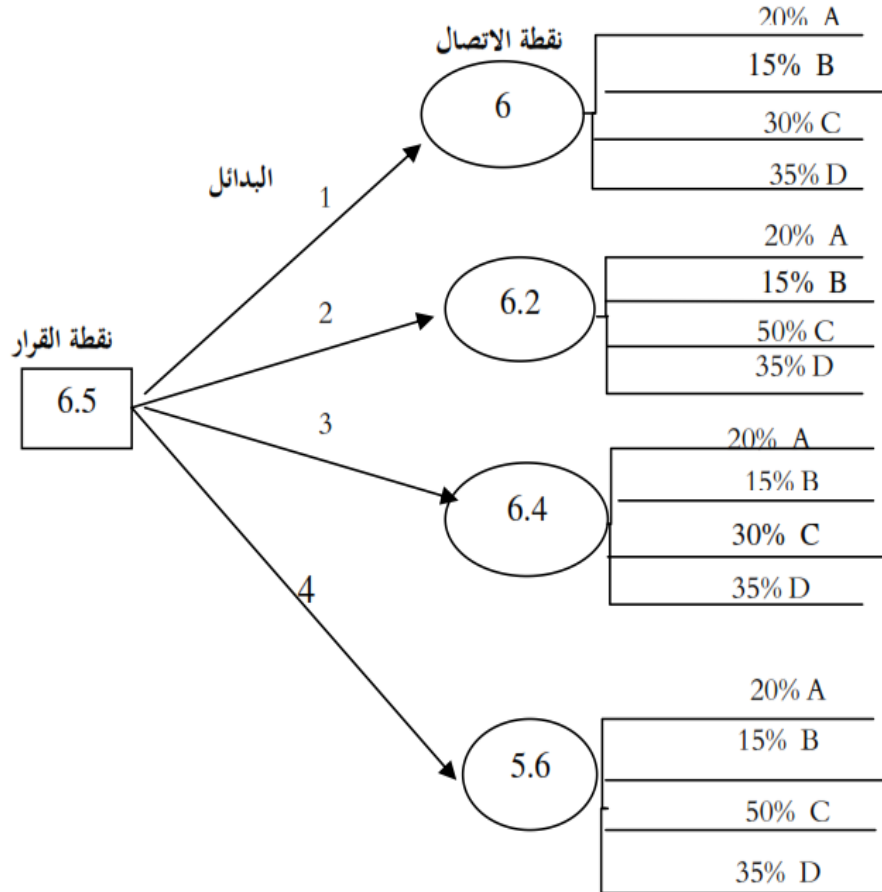 نقطة الاتصال
6
20% A
15% B
30% C
35% D
البدائل
1
2
3
4
نقطة القرار
6.5
6.2
20% A
15% B
50% C
35% D
6.4
20% A
15% B
30% C
35% D
5.6
20% A
15% B
50% C
35% D